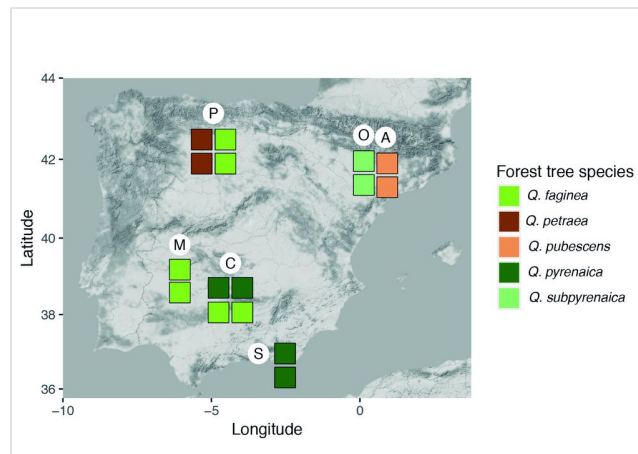 44
42
40
38
36
Latitude
P
O A
M
C
S
-10
-5
0
Longitude
Forest tree species
Q. faginea
Q. petraea
Q. pubescens
Q. pyrenaica
Q. subpyrenaica